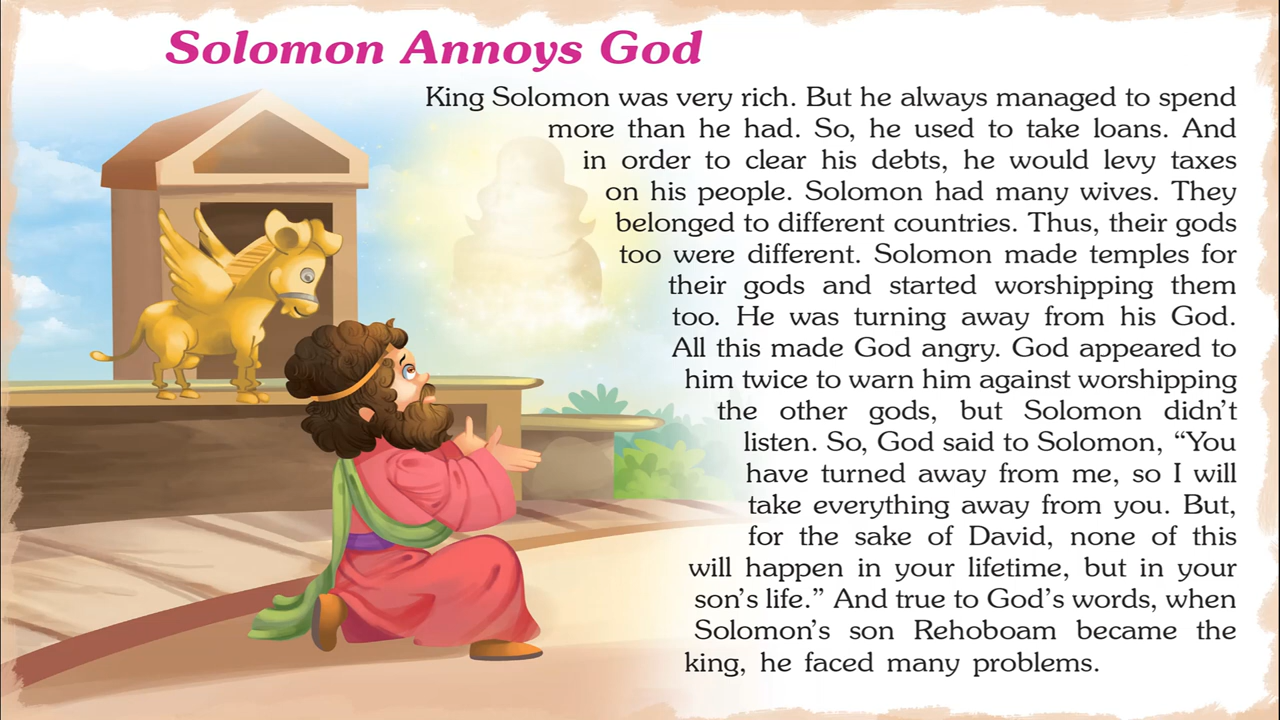 Solomon Annoys God
King Solomon was very rich. But he always managed to spend
more than he had. So, he used to take loans. And
in order to clear his debts, he would levy taxes
on his people. Solomon had many wives. They
belonged to different countries. Thus, their gods
too were different. Solomon made temples for
their gods and started worshipping them
too. He was turning away from his God.
All this made God angry. God appeared to
him twice to warn him against worshipping
the other gods, but Solomon didn’t
listen. So, God said to Solomon, “You
have turned away from me, so I will
take everything away from you. But,
for the sake of David, none of this
will happen in your lifetime, but in your
son’s life.” And true to God’s words, when
Solomon’s son Rehoboam became the
king, he faced many problems.